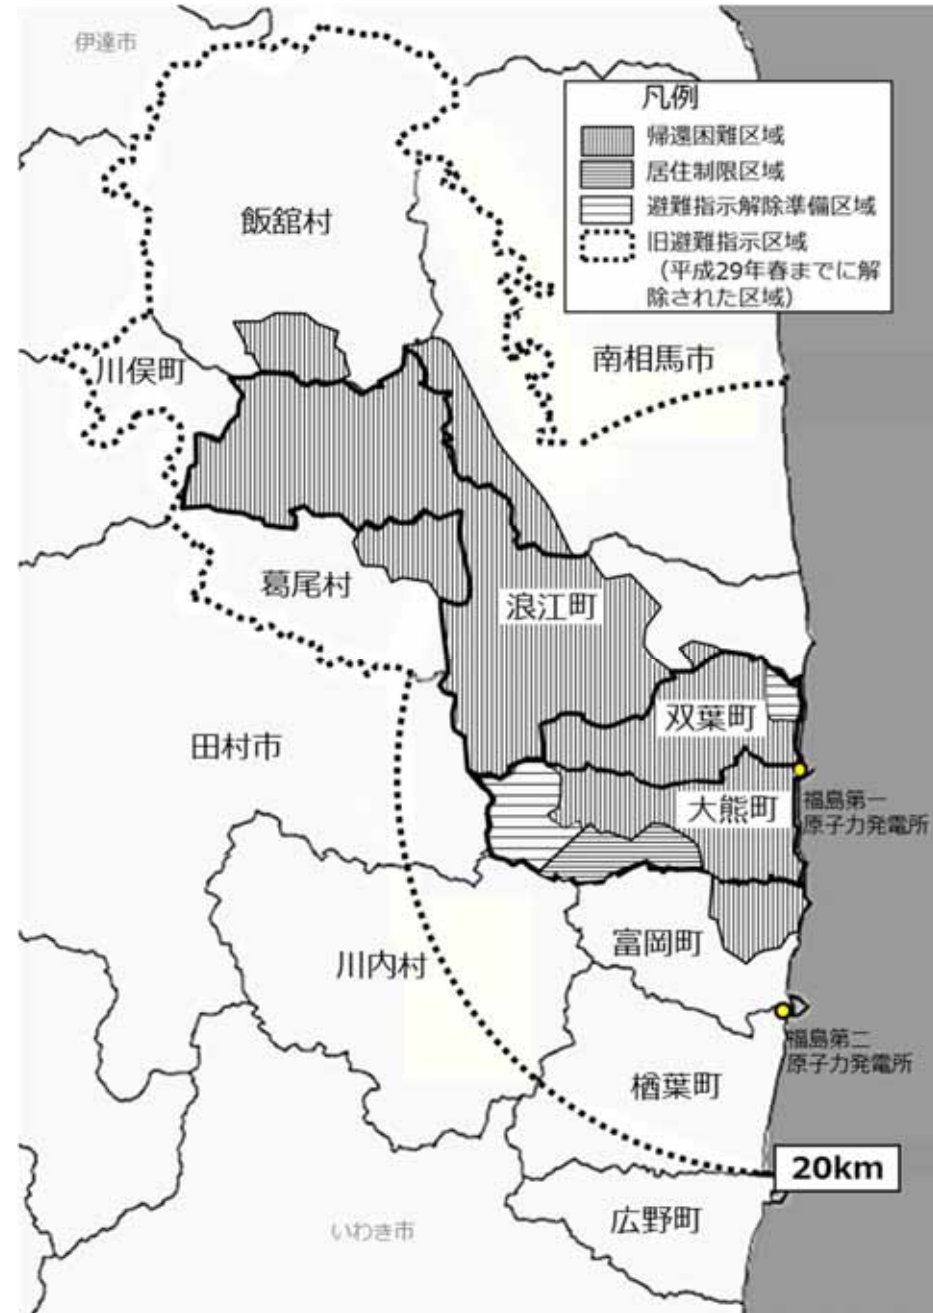 伊達市
凡例
帰還困難区域
居住制限区域
避難指示解除準備区域
旧避難指示区域
（平成29年春までに解
除された区域）
飯舘村
川俣町
南相馬市
葛尾村
浪江町
双葉町
田村市
大熊町
福島第一
原子力発電所
富岡町
川内村
福島第二
原子力発電所
楢葉町
20km
広野町
いわき市